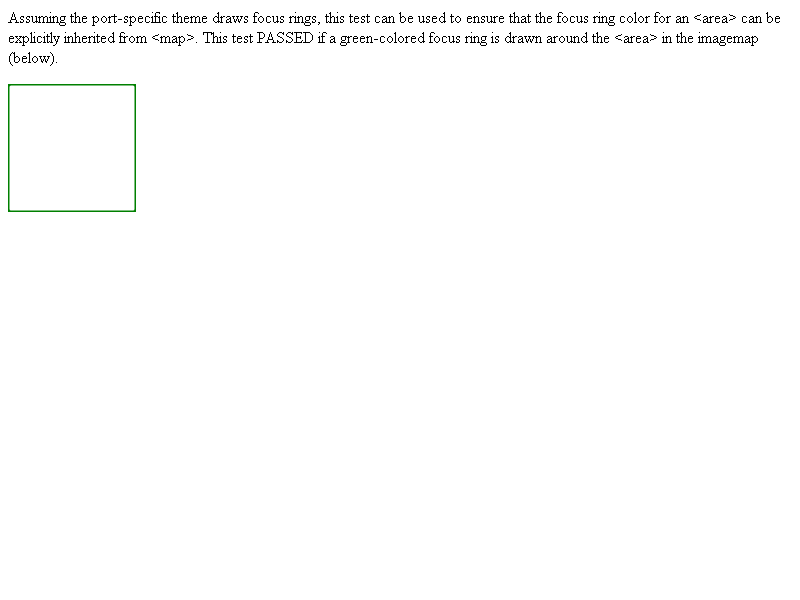 Assuming the port-specific theme draws focus rings, this test can be used to ensure that the focus ring color for an <area> can be
explicitly inherited from <map>. This test PASSED if a green-colored focus ring is drawn around the <area> in the imagemap
(below).